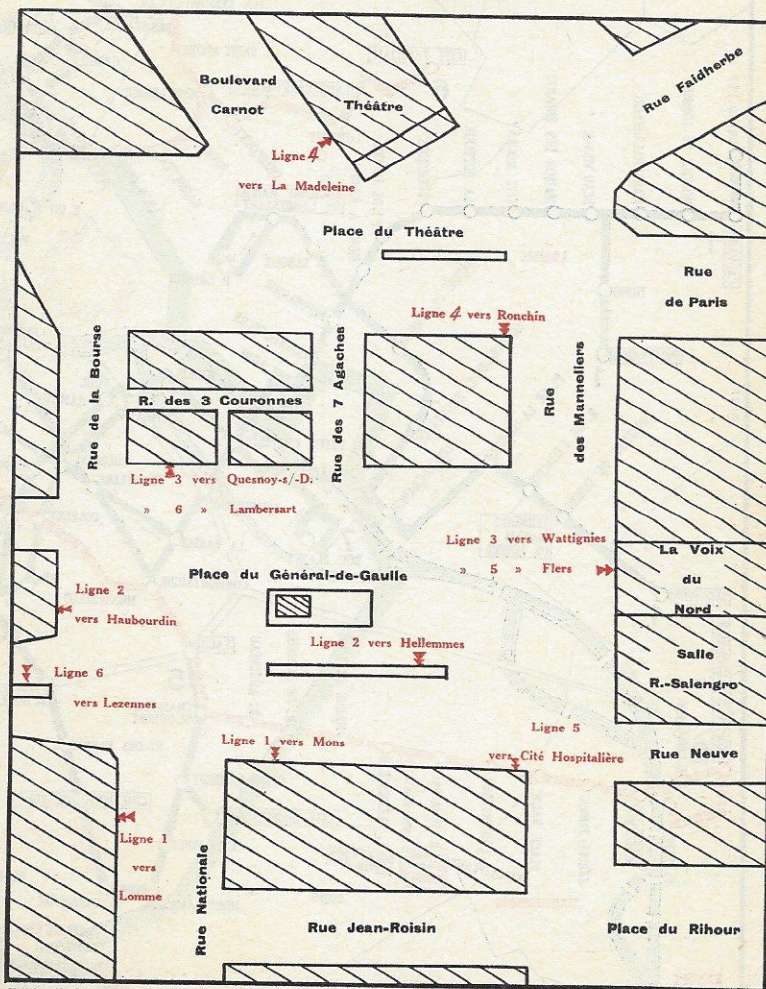 Boulevard
Carnot
Théâtre
Rue Faidherbe
Ligne 4
vers La Madeleine
Place du Théâtre
Rue
de Paris
Ligne 4 vers Ronchin
Rue de la Bourse
R. des 3 Couronnes
Rue des 7 Agaches
Rue
des Manneliers
Ligne 3 vers Quesnoy-s/-D.
» 6 » Lambersart
Ligne 3 vers Wattignies
» 5 » Flers
La Voix
du
Nord
Place du Général-de-Gaulle
Ligne 2
vers Haubourdin
Ligne 2 vers Hellemmes
Salle
R.-Salengro
Ligne 6
vers Lezennes
Ligne 1 vers Mons
Ligne 5
vers Cité Hospitalière
Rue Neuve
Ligne 1
vers
Lomme
Rue Nationale
Rue Jean-Roisin
Place du Rihour